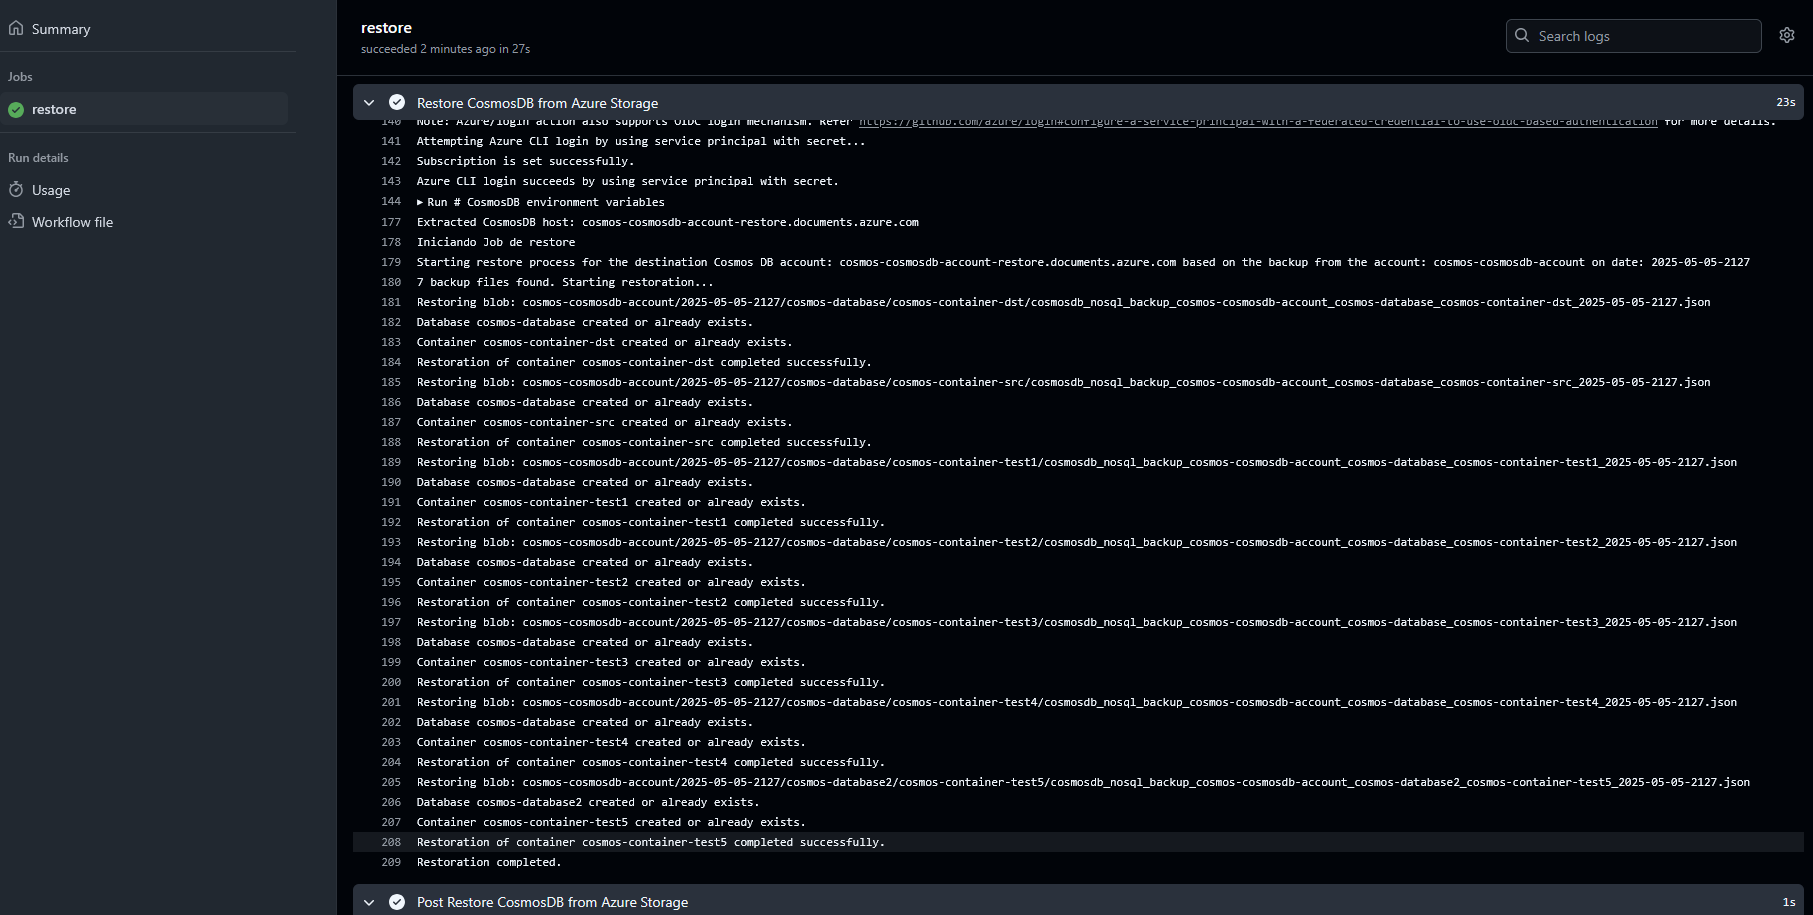 Summary
Jobs
restore
Run details
Usage
Workflow file
restore
succeeded 2 minutes ago in 27s
Search logs
Restore CosmosDB from Azure Storage 23s
140 Note: Azure/login action also supports OIDC login mechanism. Refer https://github.com/azure/login#configure-a-service-principal-with-a-federated-credential-to-use-oidc-based-authentication for more details.
141 Attempting Azure CLI login by using service principal with secret...
142 Subscription is set successfully.
143 Azure CLI login succeeds by using service principal with secret.
144 ▶ Run # CosmosDB environment variables
177 Extracted CosmosDB host: cosmos-cosmosdb-account-restore.documents.azure.com
178 Iniciando Job de restore
179 Starting restore process for the destination Cosmos DB account: cosmos-cosmosdb-account-restore.documents.azure.com based on the backup from the account: cosmos-cosmosdb-account on date: 2025-05-05-2127
180 7 backup files found. Starting restoration...
181 Restoring blob: cosmos-cosmosdb-account/2025-05-05-2127/cosmos-database/cosmos-container-dst/cosmosdb_nosql_backup_cosmos-cosmosdb-account_cosmos-database_cosmos-container-dst_2025-05-05-2127.json
182 Database cosmos-database created or already exists.
183 Container cosmos-container-dst created or already exists.
184 Restoration of container cosmos-container-dst completed successfully.
185 Restoring blob: cosmos-cosmosdb-account/2025-05-05-2127/cosmos-database/cosmos-container-src/cosmosdb_nosql_backup_cosmos-cosmosdb-account_cosmos-database_cosmos-container-src_2025-05-05-2127.json
186 Database cosmos-database created or already exists.
187 Container cosmos-container-src created or already exists.
188 Restoration of container cosmos-container-src completed successfully.
189 Restoring blob: cosmos-cosmosdb-account/2025-05-05-2127/cosmos-database/cosmos-container-test1/cosmosdb_nosql_backup_cosmos-cosmosdb-account_cosmos-database_cosmos-container-test1_2025-05-05-2127.json
190 Database cosmos-database created or already exists.
191 Container cosmos-container-test1 created or already exists.
192 Restoration of container cosmos-container-test1 completed successfully.
193 Restoring blob: cosmos-cosmosdb-account/2025-05-05-2127/cosmos-database/cosmos-container-test2/cosmosdb_nosql_backup_cosmos-cosmosdb-account_cosmos-database_cosmos-container-test2_2025-05-05-2127.json
194 Database cosmos-database created or already exists.
195 Container cosmos-container-test2 created or already exists.
196 Restoration of container cosmos-container-test2 completed successfully.
197 Restoring blob: cosmos-cosmosdb-account/2025-05-05-2127/cosmos-database/cosmos-container-test3/cosmosdb_nosql_backup_cosmos-cosmosdb-account_cosmos-database_cosmos-container-test3_2025-05-05-2127.json
198 Database cosmos-database created or already exists.
199 Container cosmos-container-test3 created or already exists.
200 Restoration of container cosmos-container-test3 completed successfully.
201 Restoring blob: cosmos-cosmosdb-account/2025-05-05-2127/cosmos-database/cosmos-container-test4/cosmosdb_nosql_backup_cosmos-cosmosdb-account_cosmos-database_cosmos-container-test4_2025-05-05-2127.json
202 Database cosmos-database created or already exists.
203 Container cosmos-container-test4 created or already exists.
204 Restoration of container cosmos-container-test4 completed successfully.
205 Restoring blob: cosmos-cosmosdb-account/2025-05-05-2127/cosmos-database2/cosmos-container-test5/cosmosdb_nosql_backup_cosmos-cosmosdb-account_cosmos-database2_cosmos-container-test5_2025-05-05-2127.json
206 Database cosmos-database2 created or already exists.
207 Container cosmos-container-test5 created or already exists.
208 Restoration of container cosmos-container-test5 completed successfully.
209 Restoration completed.
Post Restore CosmosDB from Azure Storage 1s